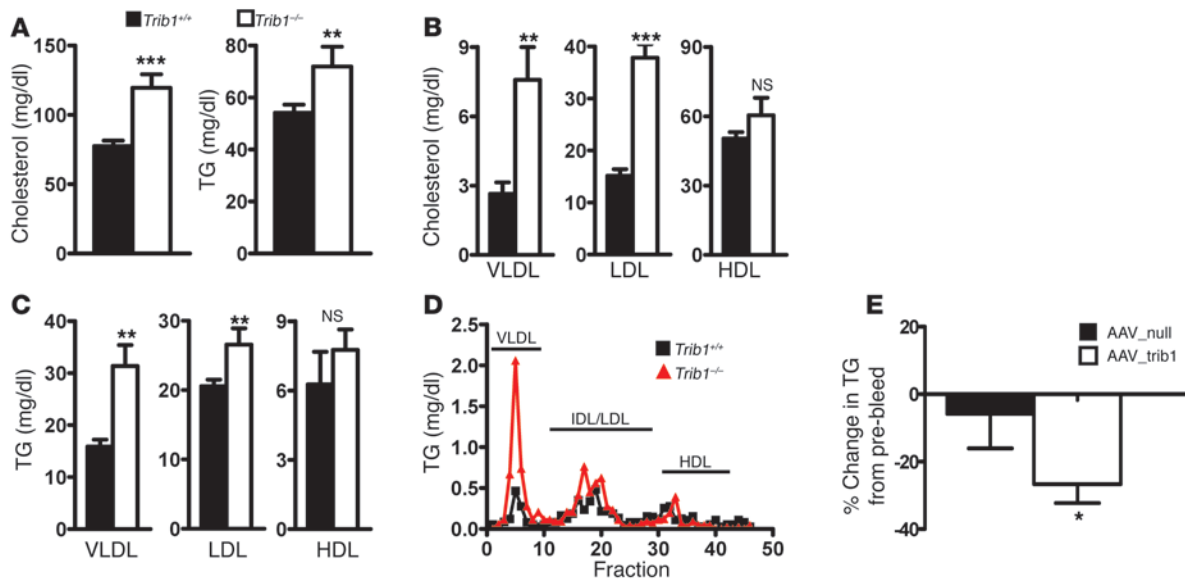 A
Trib1+/+
Trib1–/–
Cholesterol (mg/dl)
150
100
50
0
***
TG (mg/dl)
80
60
40
20
0
**
B
Cholesterol (mg/dl)
9
6
3
0
**
VLDL
40
30
20
10
0
***
LDL
90
60
30
0
NS
HDL
C
TG (mg/dl)
40
30
20
10
0
**
VLDL
30
20
10
0
**
LDL
9
6
3
0
NS
HDL
D
TG (mg/dl)
2.5
2.0
1.5
1.0
0.5
0.0
VLDL
IDL/LDL
HDL
Trib1+/+
Trib1–/–
0 10 20 30 40 50
Fraction
E
% Change in TG
from pre-bleed
20
0
-20
-40
AAV_null
AAV_trib1
*